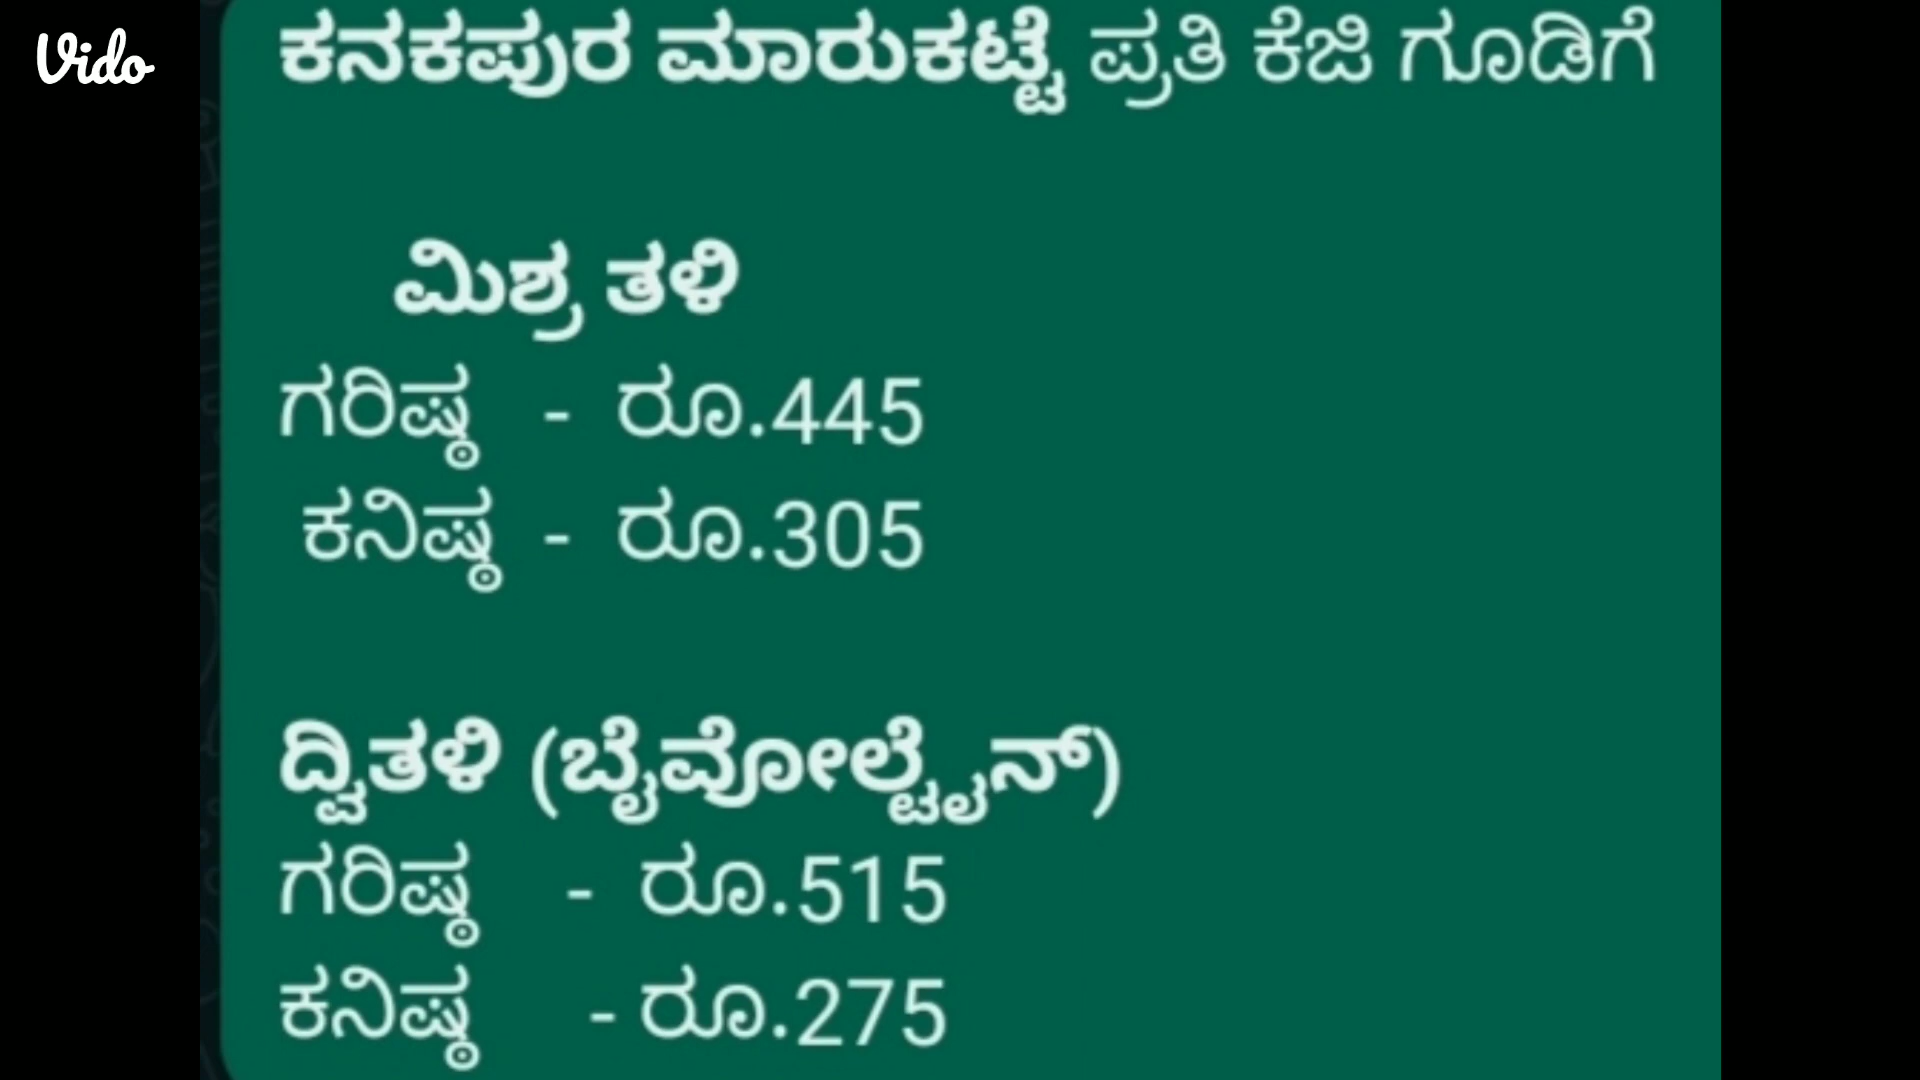 Vido
ಕನಕಪುರ ಮಾರುಕಟ್ಟೆ ಪ್ರತಿ ಕೆಜಿ ಗೂಡಿಗೆ
ಮಿಶ್ರ ತಳಿ
ಗರಿಷ್ಠ - ರೂ.445
ಕನಿಷ್ಠ - ರೂ.305
ದ್ವಿತಳಿ (ಬೈವೋಲ್ಟೈನ್)
ಗರಿಷ್ಠ - ರೂ.515
ಕನಿಷ್ಠ - ರೂ.275